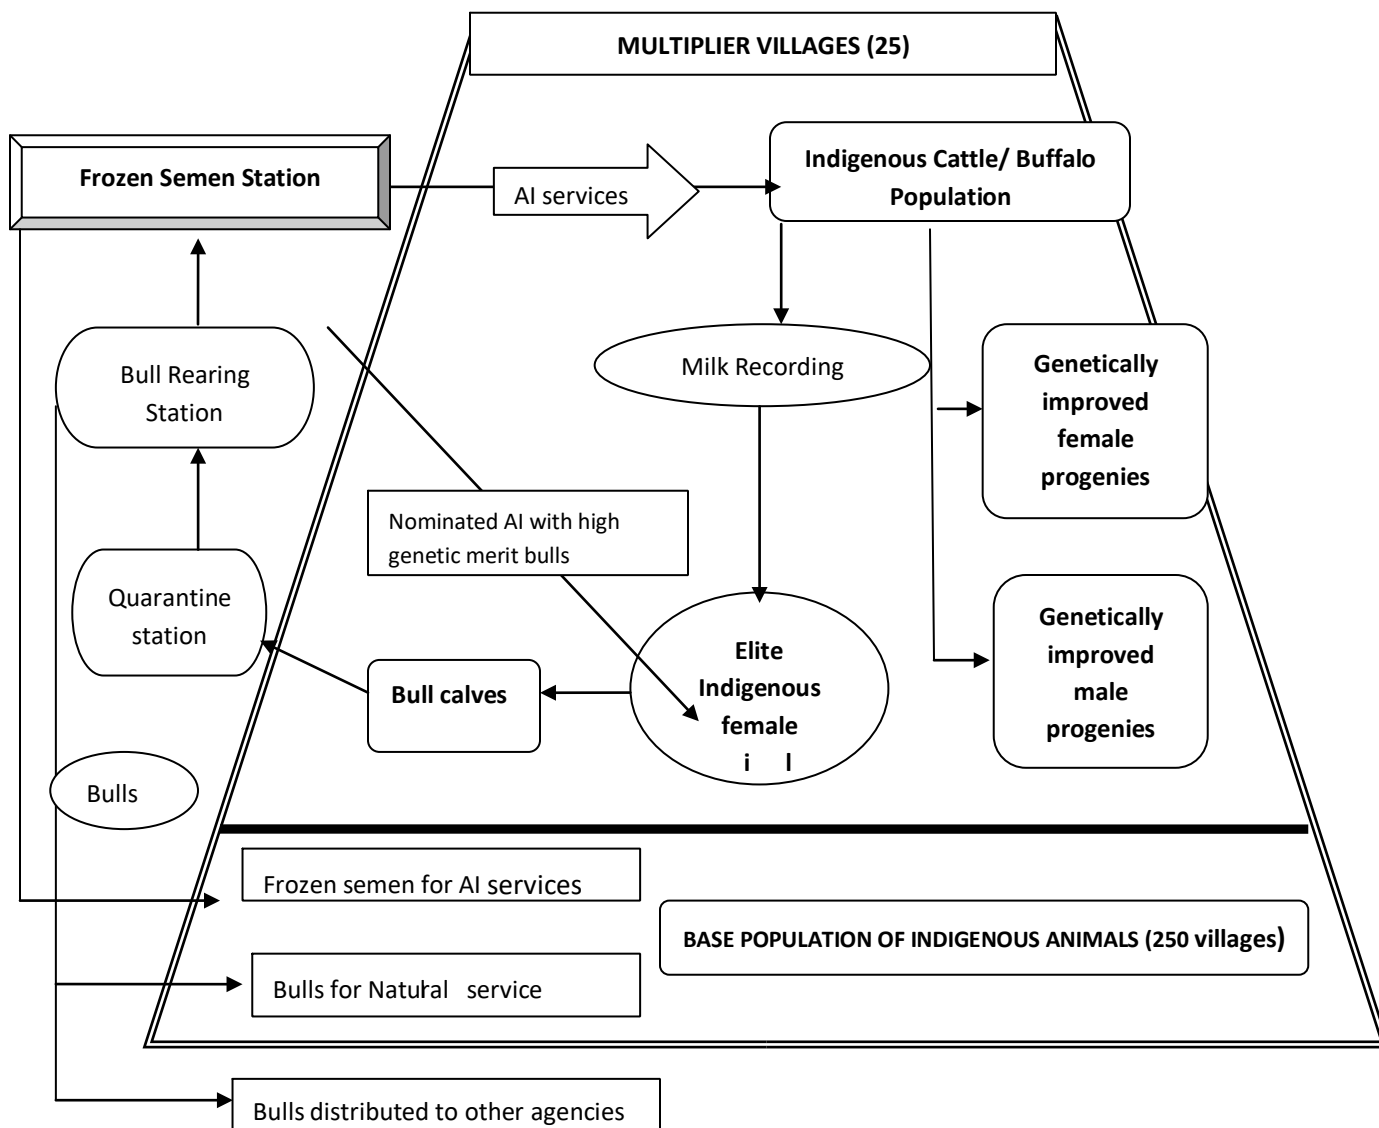 MULTIPLIER VILLAGES (25)
Frozen Semen Station
AI services
Indigenous Cattle/ Buffalo
Population
Bull Rearing
Station
Milk Recording
Genetically
improved
female
progenies
Nominated AI with high
genetic merit bulls
Quarantine
station
Bull calves
Elite
Indigenous
female
Genetically
improved
male
progenies
Bulls
Frozen semen for AI services
BASE POPULATION OF INDIGENOUS ANIMALS (250 villages)
Bulls for Natural service
Bulls distributed to other agencies